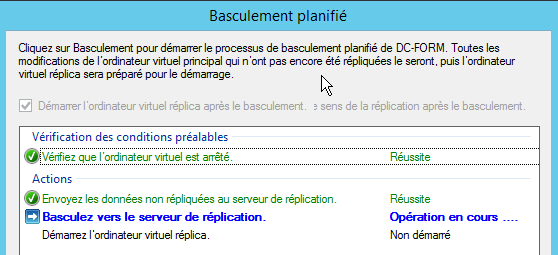 Basculement planifié
Cliquez sur Basculement pour démarrer le processus de basculement planifié de DC-FORM. Toutes les
modifications de l'ordinateur virtuel principal qui n'ont pas encore été répliquées le seront, puis l'ordinateur
virtuel réplica sera préparé pour le démarrage.
Démarrer l'ordinateur virtuel réplica après le basculement. e sens de la réplication après le basculement.
Vérification des conditions préalables
Vérifiez que l'ordinateur virtuel est arrêté. Réussite
Actions
Envoyez les données non répliquées au serveur de réplication. Réussite
Basculez vers le serveur de réplication. Opération en cours ....
Démarrez l'ordinateur virtuel réplica. Non démarré